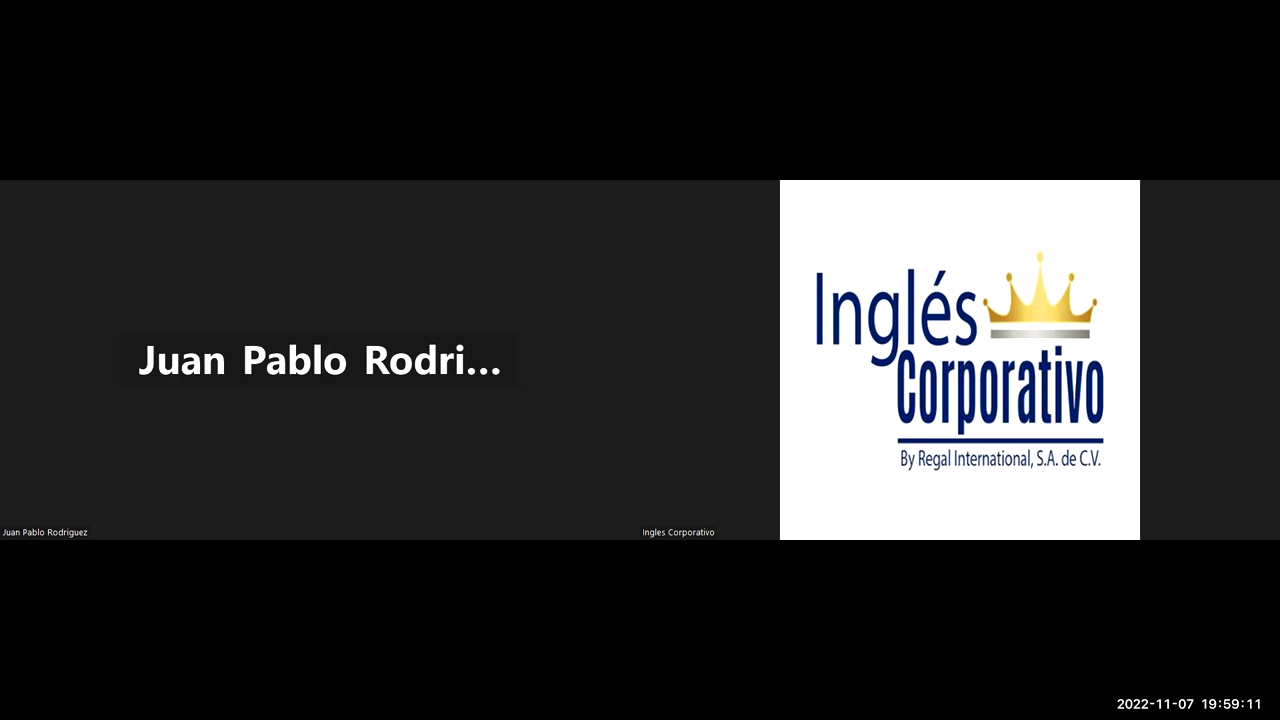 Juan Pablo Rodri...
Juan Pablo Rodriguez
Inglés
Corporativo
By Regal International, S.A. de C.V.
Ingles Corporativo
2022-11-07 19:59:11